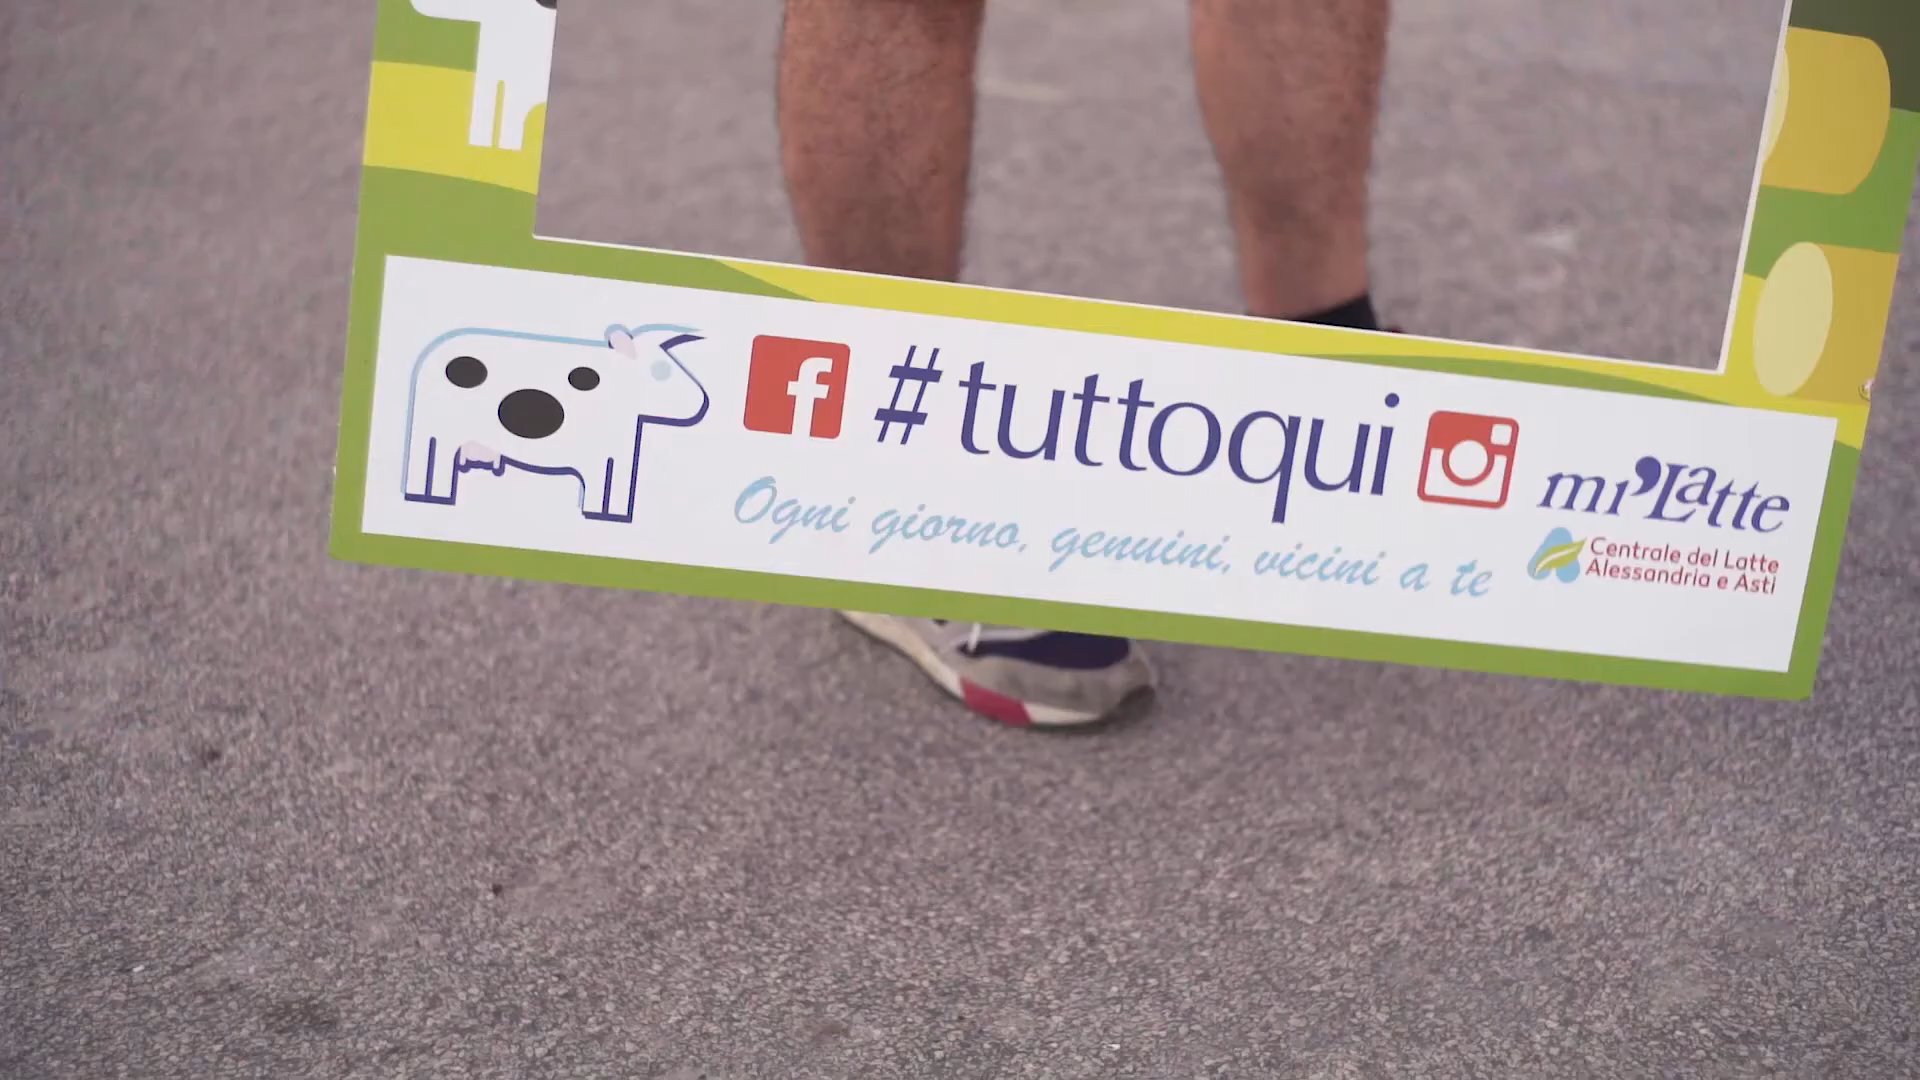 #tuttoqui
Ogni giorno, genuini, vicini a te
mi'Latte
Centrale del Latte
Alessandria e Asti